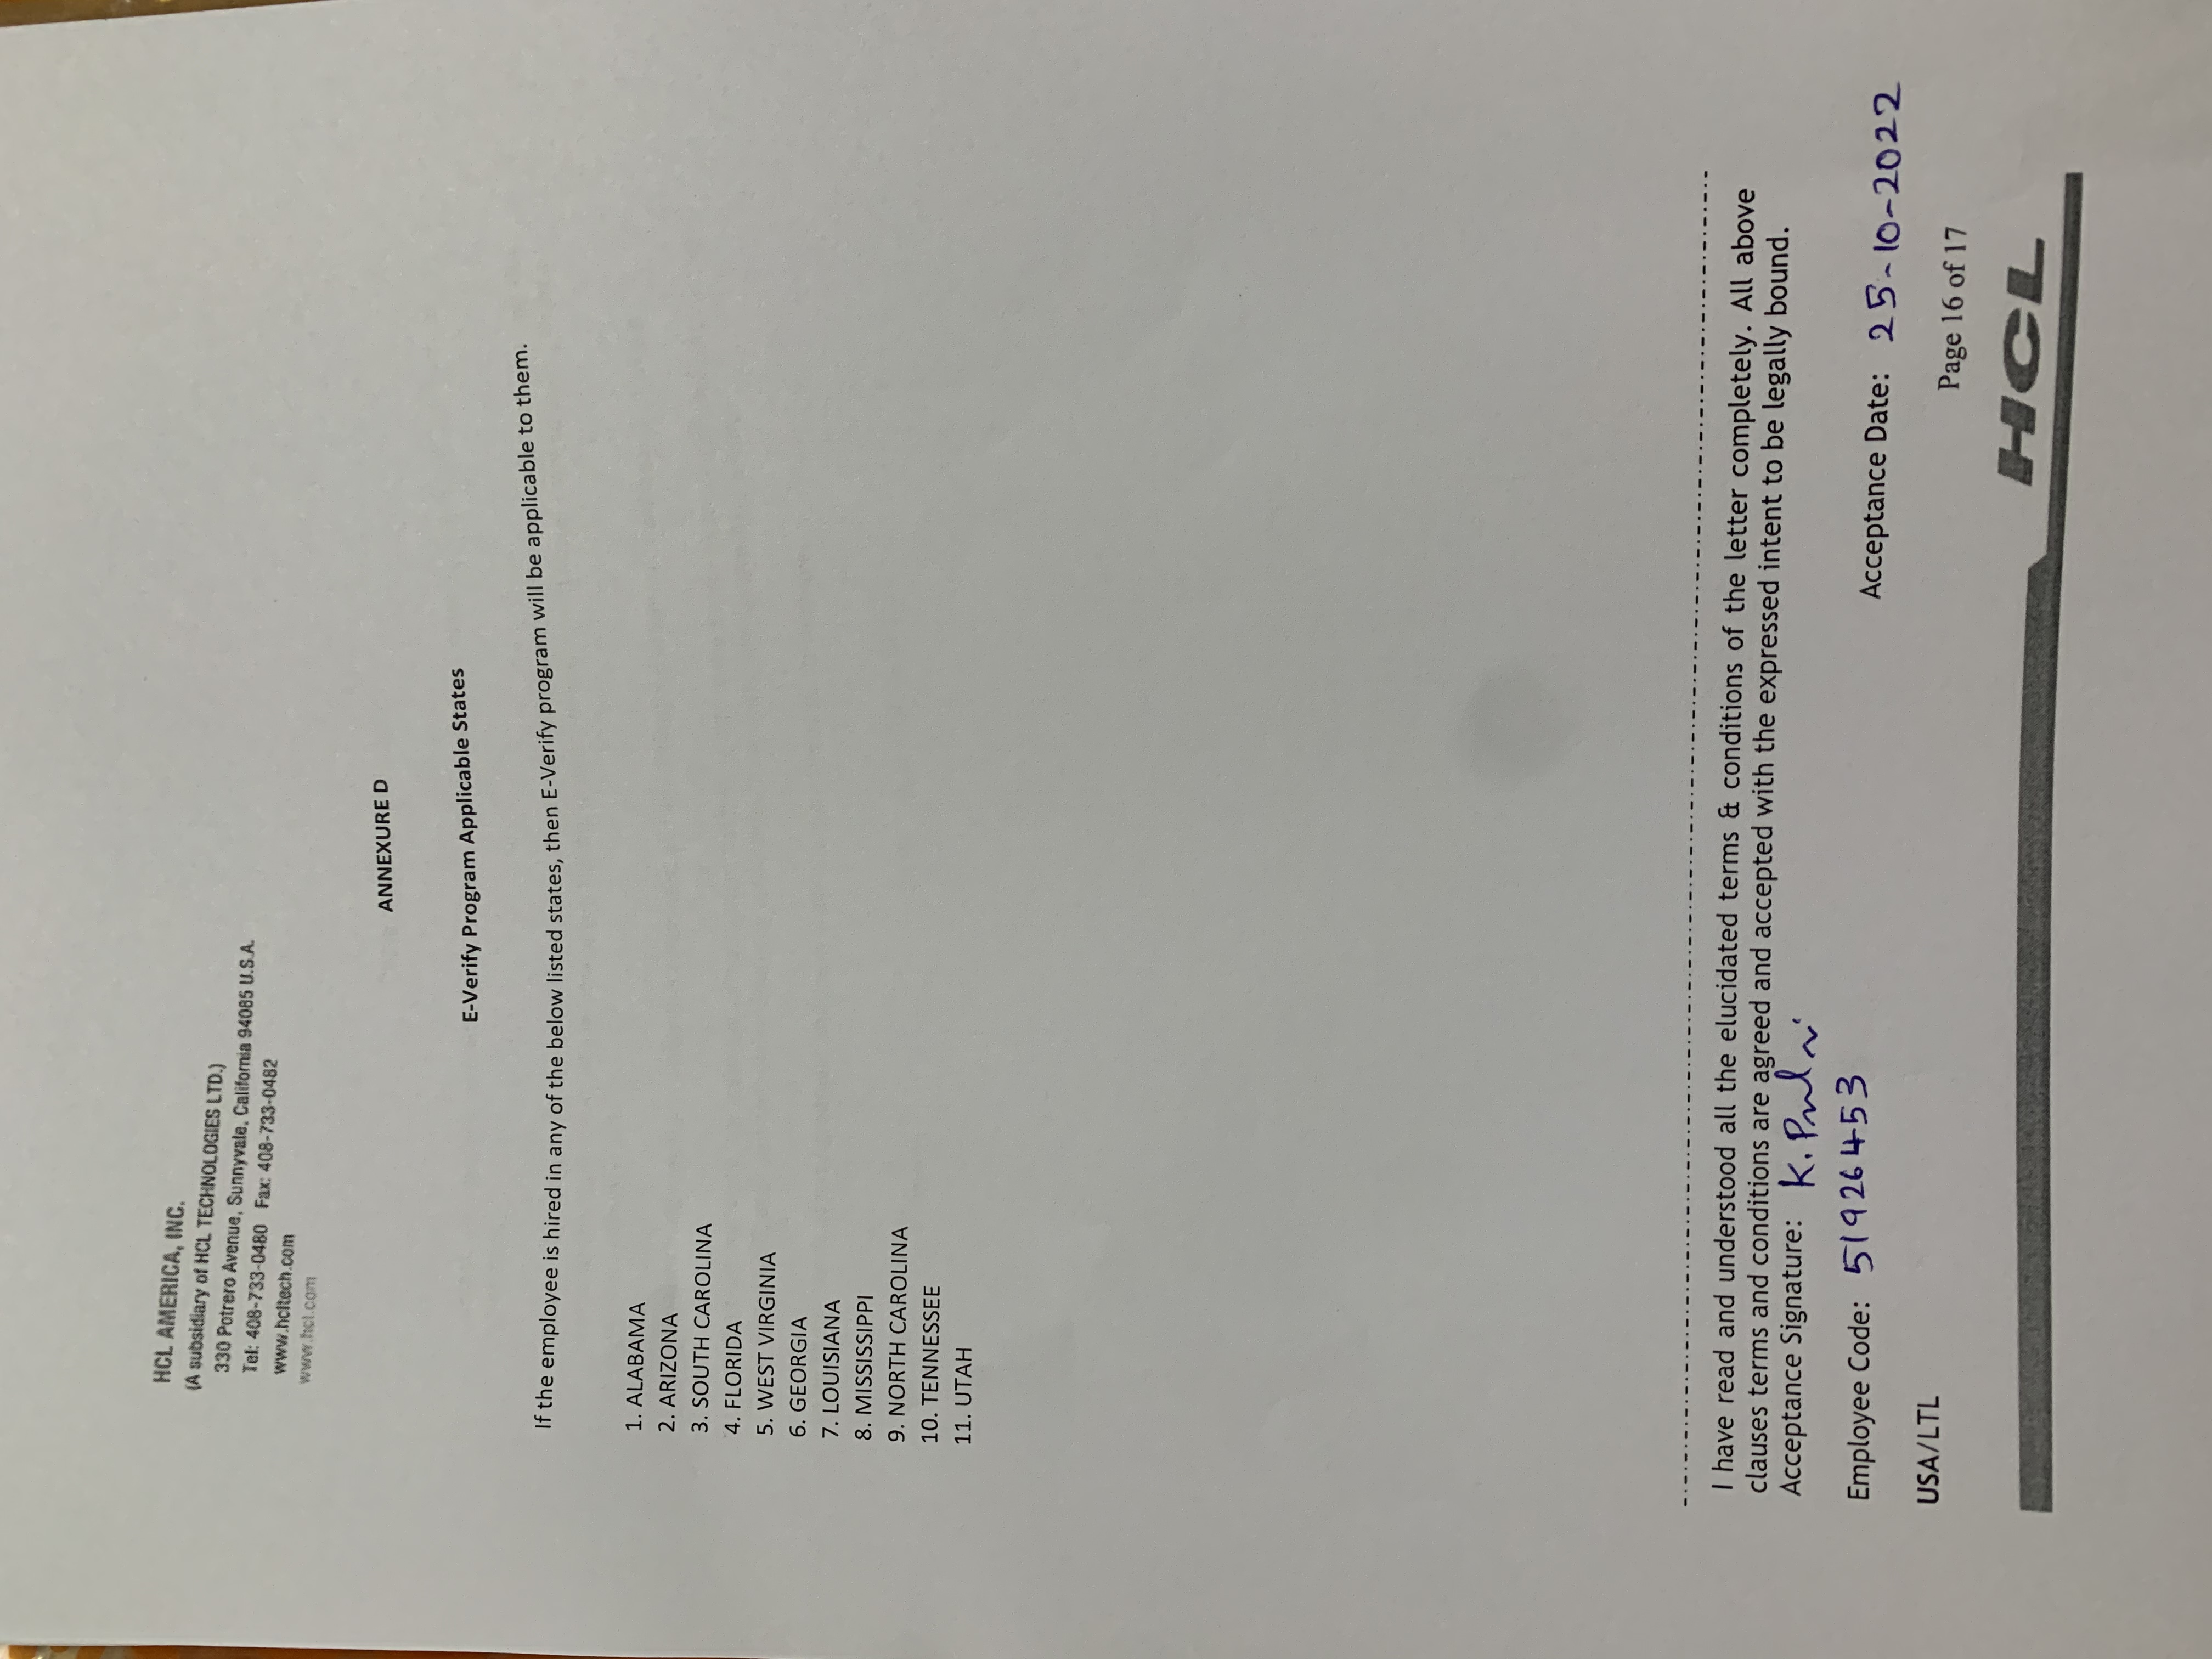 HCL AMERICA, INC.
(A subsidiary of HCL TECHNOLOGIES LTD.)
330 Potrero Avenue, Sunnyvale, California 94085 U.S.A.
Tel: 408-733-0480 Fax: 408-733-0482
www.hcltech.com
www.hcl.com
ANNEXURE D
E-Verify Program Applicable States
If the employee is hired in any of the below listed states, then E-Verify program will be applicable to them.
1. ALABAMA
2. ARIZONA
3. SOUTH CAROLINA
4. FLORIDA
5. WEST VIRGINIA
6. GEORGIA
7. LOUISIANA
8. MISSISSIPPI
9. NORTH CAROLINA
10. TENNESSEE
11. UTAH
I have read and understood all the elucidated terms & conditions of the letter completely. All above
clauses terms and conditions are agreed and accepted with the expressed intent to be legally bound.
Acceptance Signature: K.
Employee Code: 51926453
Acceptance Date: 25-10-2022
USA/LTL
Page 16 of 17
HCL